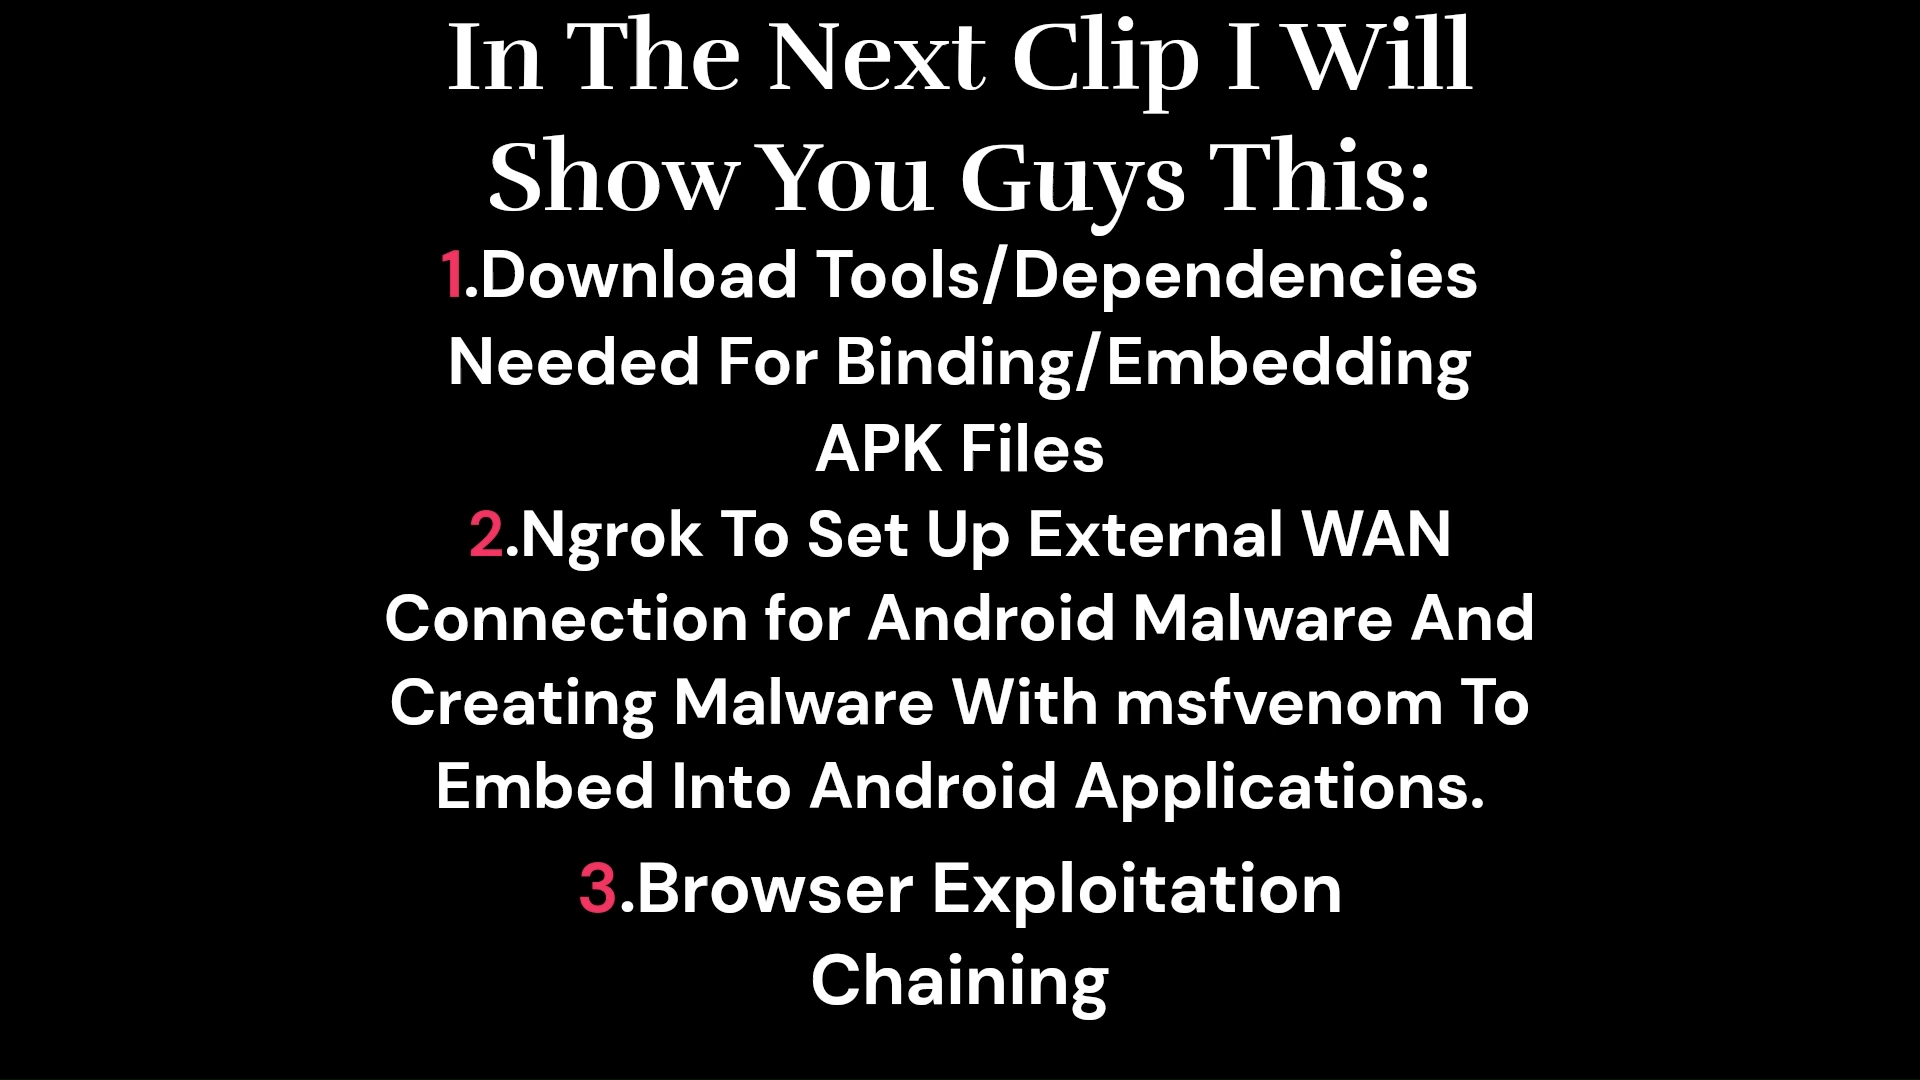 In The Next Clip I Will
Show You Guys This:
1.Download Tools/Dependencies
Needed For Binding/Embedding
APK Files
2.Ngrok To Set Up External WAN
Connection for Android Malware And
Creating Malware With msfvenom To
Embed Into Android Applications.
3.Browser Exploitation
Chaining